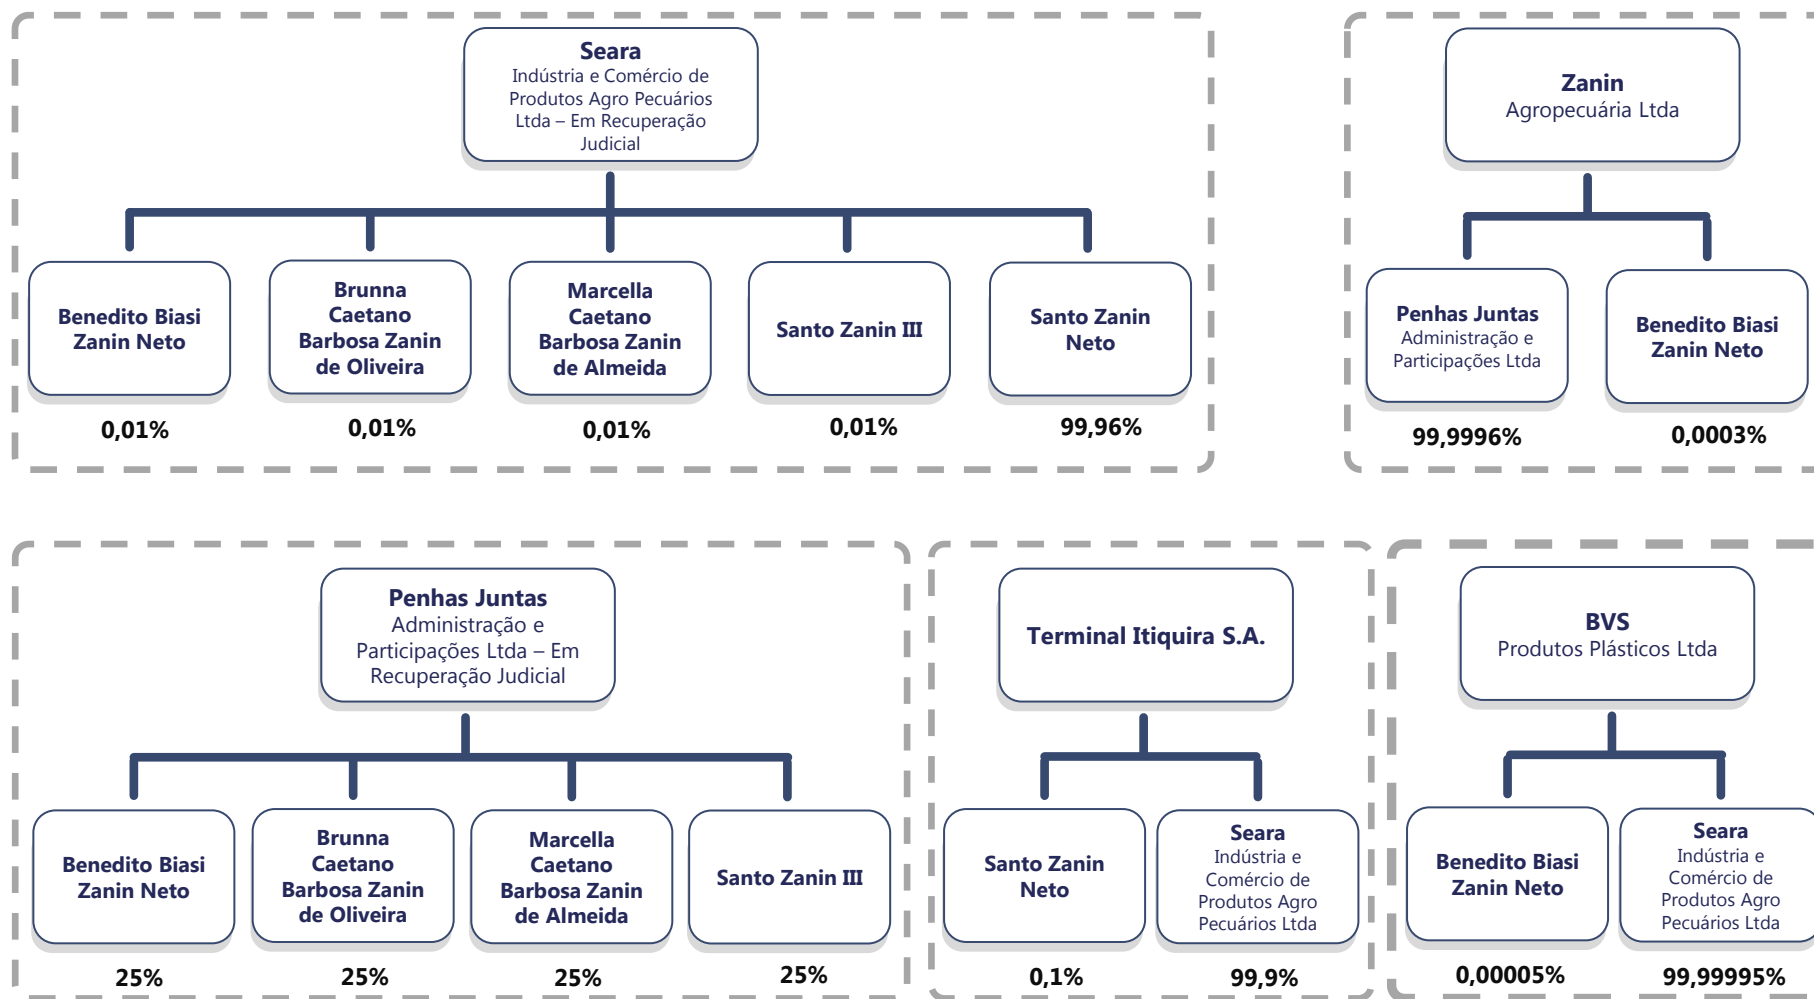 Seara
Indústria e Comércio de
Produtos Agro Pecuários
Ltda – Em Recuperação
Judicial
Benedito Biasi
Zanin Neto
0,01%
Brunna
Caetano
Barbosa Zanin
de Oliveira
0,01%
Marcella
Caetano
Barbosa Zanin
de Almeida
0,01%
Santo Zanin III
0,01%
Santo Zanin
Neto
99,96%
Zanin
Agropecuária Ltda
Penhas Juntas
Administração e
Participações Ltda
99,9996%
Benedito Biasi
Zanin Neto
0,0003%
Penhas Juntas
Administração e
Participações Ltda – Em
Recuperação Judicial
Benedito Biasi
Zanin Neto
25%
Brunna
Caetano
Barbosa Zanin
de Oliveira
25%
Marcella
Caetano
Barbosa Zanin
de Almeida
25%
Santo Zanin III
25%
Terminal Itiquira S.A.
Santo Zanin
Neto
0,1%
Seara
Indústria e
Comércio de
Produtos Agro
Pecuários Ltda
99,9%
BVS
Produtos Plásticos Ltda
Benedito Biasi
Zanin Neto
0,00005%
Seara
Indústria e
Comércio de
Produtos Agro
Pecuários Ltda
99,99995%